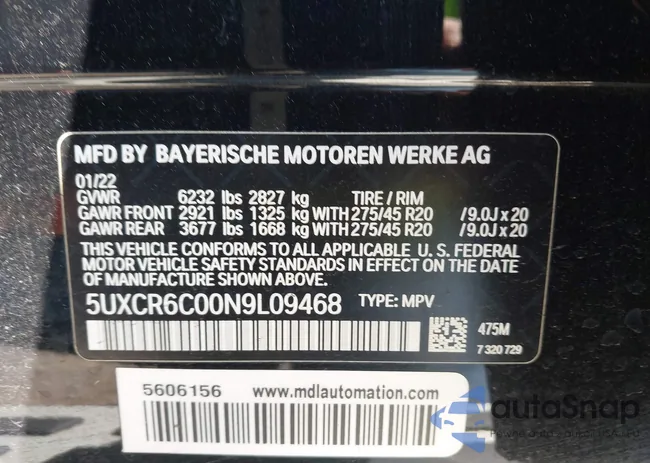 MFD BY BAYERISCHE MOTOREN WERKE AG
01/22
GVWR 6232 lbs 2827 kg TIRE / RIM
GAWR FRONT 2921 lbs 1325 kg WITH 275/45 R20 /9.0J x 20
GAWR REAR 3677 lbs 1668 kg WITH 275/45 R20 /9.0J x 20
THIS VEHICLE CONFORMS TO ALL APPLICABLE U. S. FEDERAL
MOTOR VEHICLE SAFETY STANDARDS IN EFFECT ON THE DATE OF
MANUFACTURE SHOWN ABOVE.
5UXCR6C00N9L09468 TYPE: MPV
475M
7 320 729
5606156 www.mdlautomation.com
autoSnap